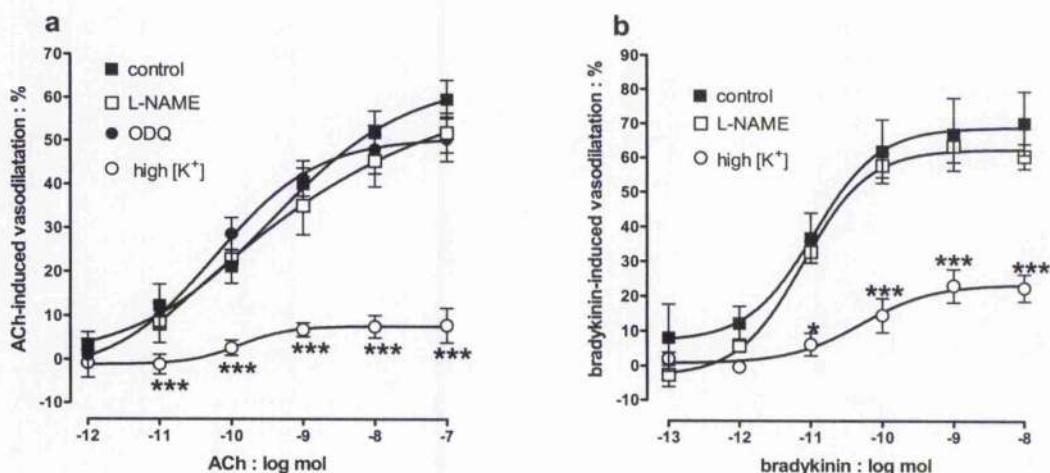 a
ACh-induced vasodilatation : %
70
60
50
40
30
20
10
0
-10
control
L-NAME
ODQ
high [K⁺]
***
***
***
***
***
-12 -11 -10 -9 -8 -7
ACh : log mol
b
bradykinin-induced vasodilatation : %
90
80
70
60
50
40
30
20
10
0
-10
control
L-NAME
high [K⁺]
*
***
***
***
-13 -12 -11 -10 -9 -8
bradykinin : log mol